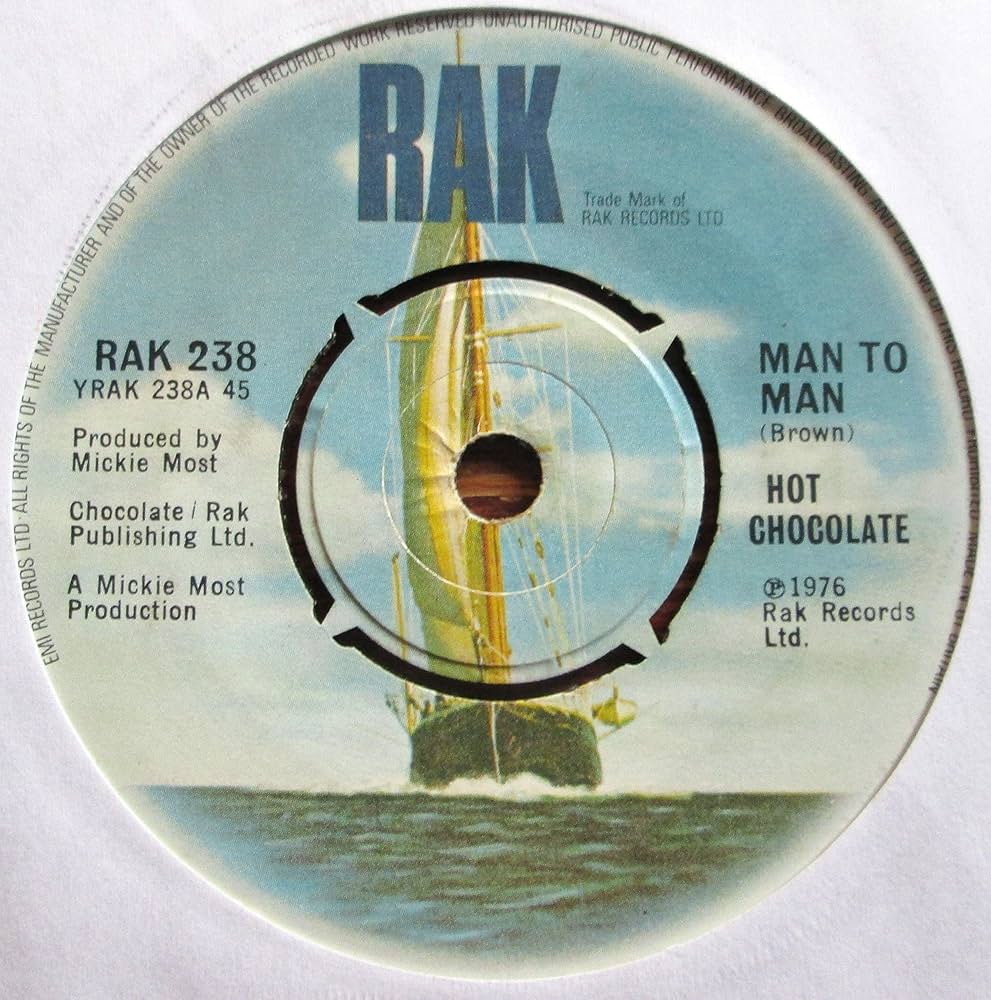 EMI RECORDS LTD ALL RIGHTS OF THE MANUFACTURER AND OF THE OWNER OF THE RECORDED WORK RESERVED UNAUTHORISED PUBLIC PERFORMANCE BROADCASTING AND COPYING OF THIS RECORD PROHIBITED MADE IN
RAK
Trade Mark of
RAK RECORDS LTD
RAK 238
YRAK 238A 45
Produced by
Mickie Most
Chocolate / Rak
Publishing Ltd.
A Mickie Most
Production
MAN TO
MAN
(Brown)
HOT
CHOCOLATE
℗1976
Rak Records
Ltd.